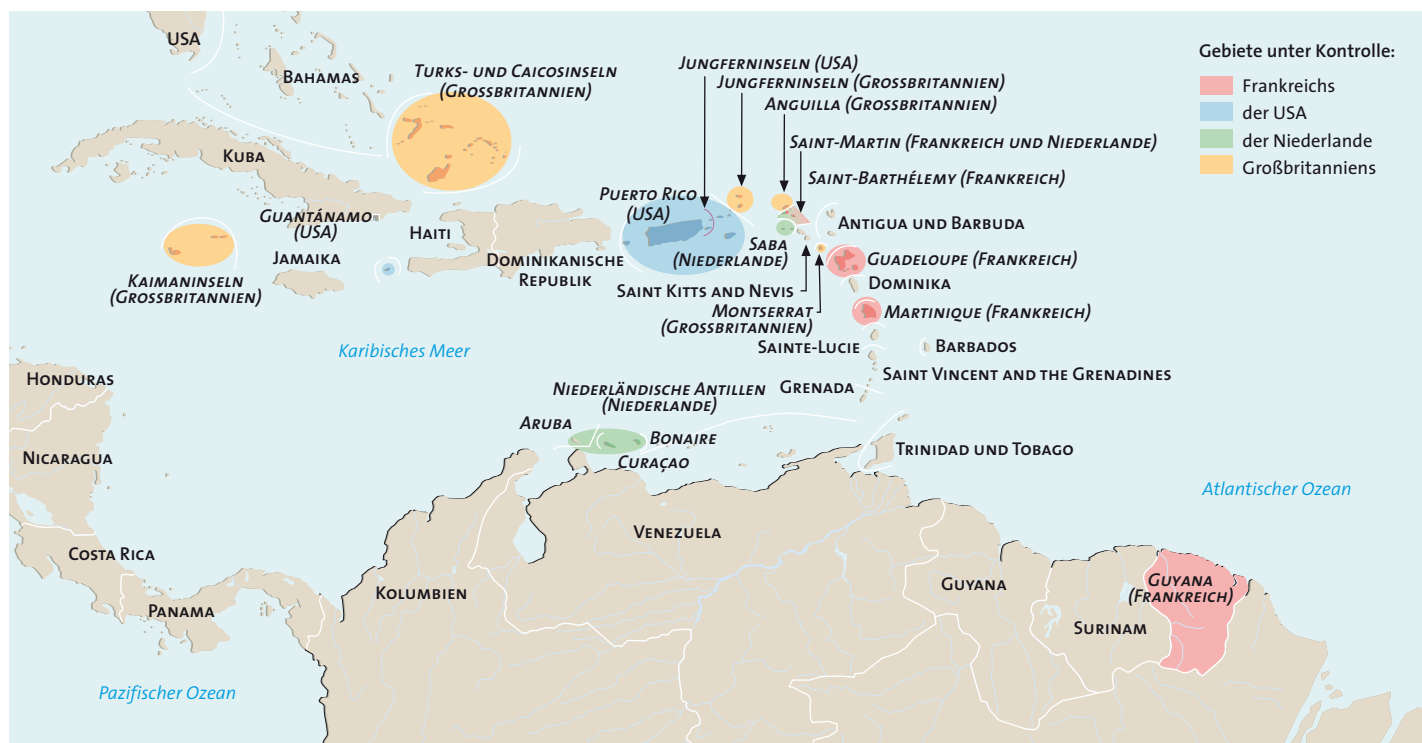 USA
BAHAMAS
TURKS- UND CAICOSINSELN
(GROSSBRITANNIEN)
JUNGFERNINSELN (USA)
JUNGFERNINSELN (GROSSBRITANNIEN)
ANGUILLA (GROSSBRITANNIEN)
SAINT-MARTIN (FRANKREICH UND NIEDERLANDE)
SAINT-BARTHÉLEMY (FRANKREICH)
Gebiete unter Kontrolle:
Frankreichs
der USA
der Niederlande
Großbritanniens
KUBA
GUANTÁNAMO
(USA)
HAITI
JAMAIKA
KAIMANINSELN
(GROSSBRITANNIEN)
DOMINIKANISCHE
REPUBLIK
PUERTO RICO
(USA)
SABA
(NIEDERLANDE)
ANTIGUA UND BARBUDA
GUADELOUPE (FRANKREICH)
SAINT KITTS AND NEVIS
DOMINIKA
MONTSERRAT
(GROSSBRITANNIEN)
MARTINIQUE (FRANKREICH)
Karibisches Meer
SAINTE-LUCIE
BARBADOS
SAINT VINCENT AND THE GRENADINES
GRENADA
HONDURAS
NIEDERLÄNDISCHE ANTILLEN
(NIEDERLANDE)
ARUBA
BONAIRE
CURAÇAO
NICARAGUA
TRINIDAD UND TOBAGO
Atlantischer Ozean
COSTA RICA
VENEZUELA
PANAMA
KOLUMBIEN
GUYANA
SURINAM
GUYANA
(FRANKREICH)
Pazifischer Ozean